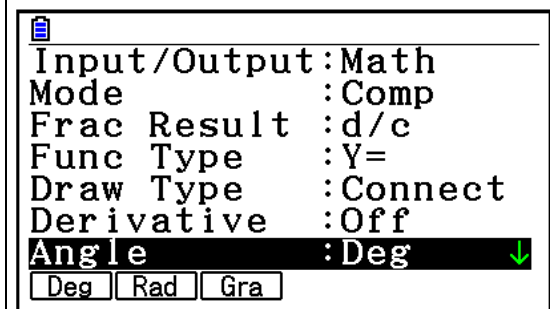 Input/Output:Math
Mode :Comp
Frac Result :d/c
Func Type :Y=
Draw Type :Connect
Derivative :Off
Angle :Deg ↓
Deg Rad Gra